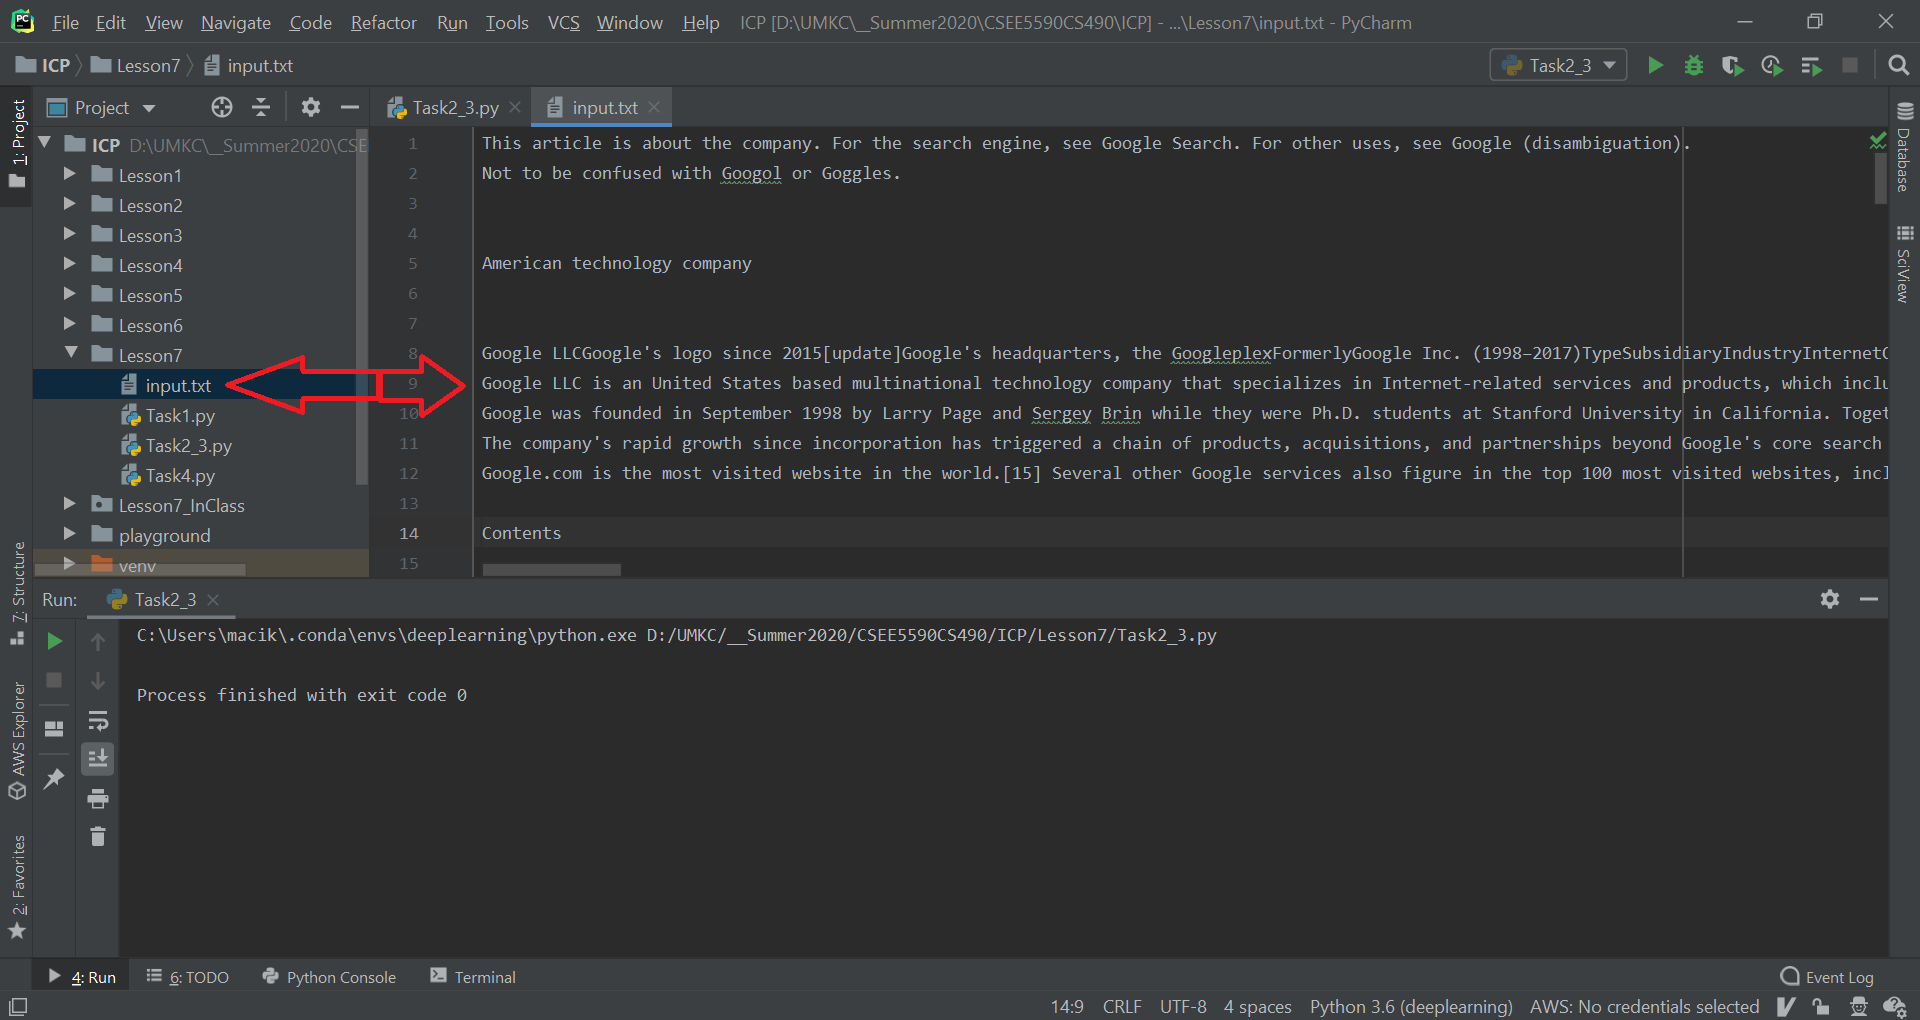 PC File Edit View Navigate Code Refactor Run Tools VCS Window Help ICP [D:\UMKC\__Summer2020\CSEE5590CS490\ICP] - ...\Lesson7\input.txt - PyCharm
ICP Lesson7 input.txt Task2_3
Project Task2_3.py input.txt
1: Project
ICP D:\UMKC\__Summer2020\CSE
Lesson1
Lesson2
Lesson3
Lesson4
Lesson5
Lesson6
Lesson7
input.txt
Task1.py
Task2_3.py
Task4.py
Lesson7_InClass
playground
venv
1 This article is about the company. For the search engine, see Google Search. For other uses, see Google (disambiguation).
2 Not to be confused with Googol or Goggles.
3
4
5 American technology company
6
7
8 Google LLCGoogle's logo since 2015[update]Google's headquarters, the GoogleplexFormerlyGoogle Inc. (1998–2017)TypeSubsidiaryIndustryInternetC
9 Google LLC is an United States based multinational technology company that specializes in Internet-related services and products, which inclu
10 Google was founded in September 1998 by Larry Page and Sergey Brin while they were Ph.D. students at Stanford University in California. Toget
11 The company's rapid growth since incorporation has triggered a chain of products, acquisitions, and partnerships beyond Google's core search
12 Google.com is the most visited website in the world.[15] Several other Google services also figure in the top 100 most visited websites, incl
13
14 Contents
15
Database
SciView
7: Structure
AWS Explorer
2: Favorites
Run: Task2_3
C:\Users\macik\.conda\envs\deeplearning\python.exe D:/UMKC/__Summer2020/CSEE5590CS490/ICP/Lesson7/Task2_3.py
Process finished with exit code 0
4: Run 6: TODO Python Console Terminal Event Log
14:9 CRLF UTF-8 4 spaces Python 3.6 (deeplearning) AWS: No credentials selected